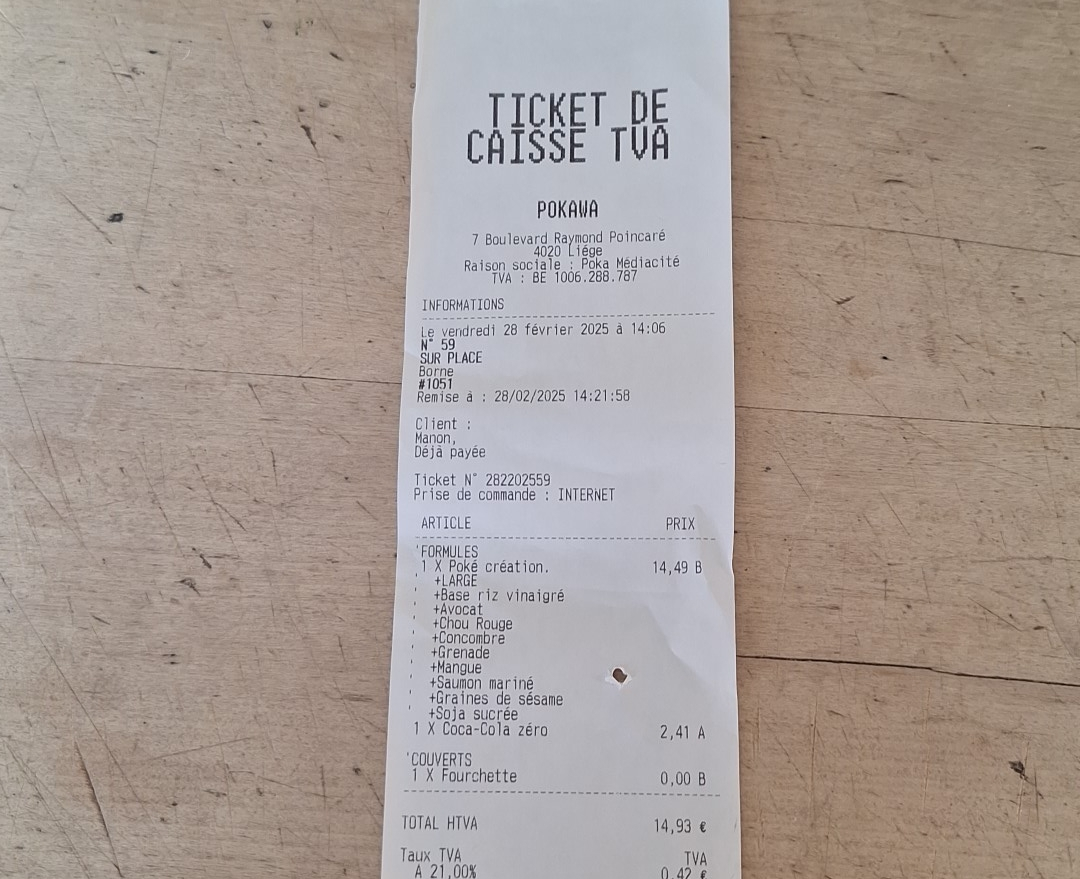 TICKET DE
CAISSE TVA
POKAWA
7 Boulevard Raymond Poincaré
4020 Liége
Raison sociale : Poka Médiacité
TVA : BE 1006.288.787
INFORMATIONS
Le vendredi 28 février 2025 à 14:06
N° 59
SUR PLACE
Borne
#1051
Remise à : 28/02/2025 14:21:58
Client :
Manon,
Déjà payée
Ticket N° 282202559
Prise de commande : INTERNET
ARTICLE PRIX
'FORMULES
1 X Poké création. 14,49 B
+LARGE
+Base riz vinaigré
+Avocat
+Chou Rouge
+Concombre
+Grenade
+Mangue
+Saumon mariné
+Graines de sésame
+Soja sucrée
1 X Coca-Cola zéro 2,41 A
'COUVERTS
1 X Fourchette 0,00 B
TOTAL HTVA 14,93 €
Taux TVA TVA
A 21,00% 0,42 €